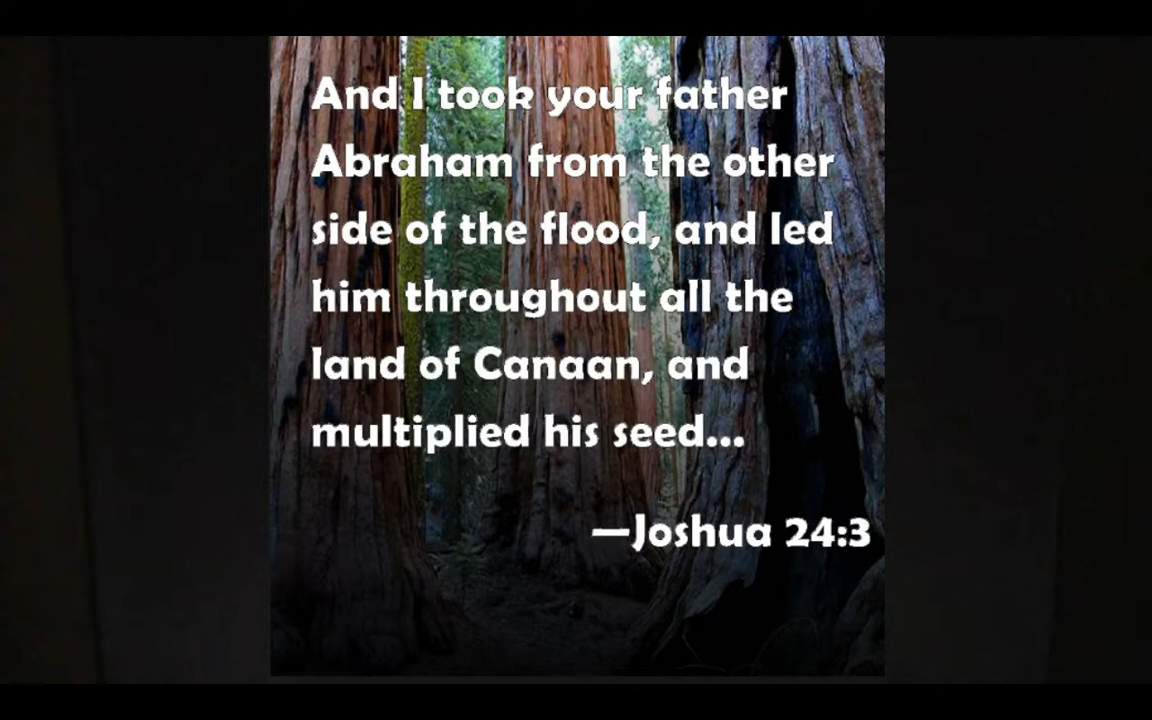 And I took your father
Abraham from the other
side of the flood, and led
him throughout all the
land of Canaan, and
multiplied his seed...
—Joshua 24:3